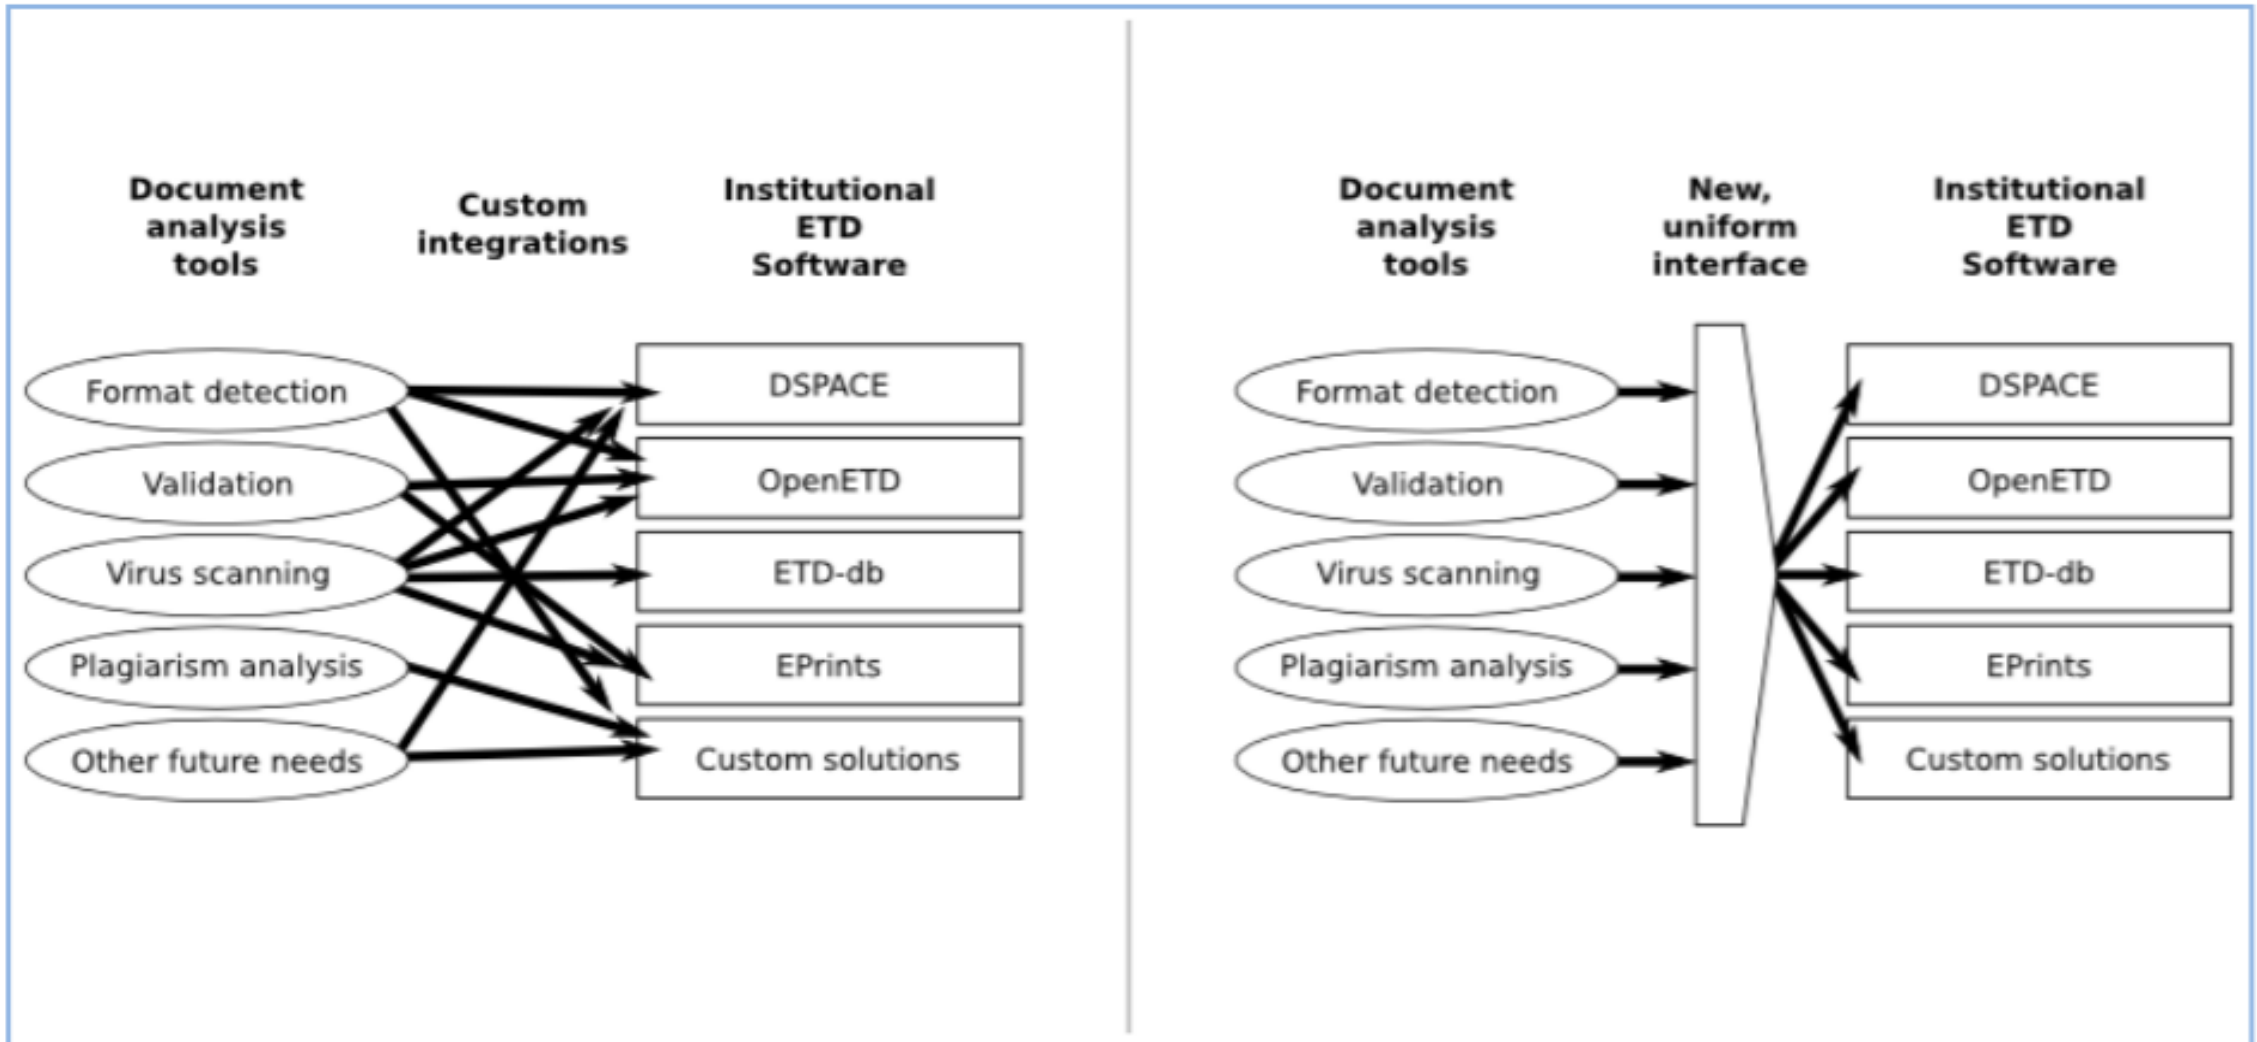 Document
analysis
tools
Custom
integrations
Institutional
ETD
Software
Format detection
Validation
Virus scanning
Plagiarism analysis
Other future needs
DSPACE
OpenETD
ETD-db
EPrints
Custom solutions
Document
analysis
tools
New,
uniform
interface
Institutional
ETD
Software
Format detection
Validation
Virus scanning
Plagiarism analysis
Other future needs
DSPACE
OpenETD
ETD-db
EPrints
Custom solutions